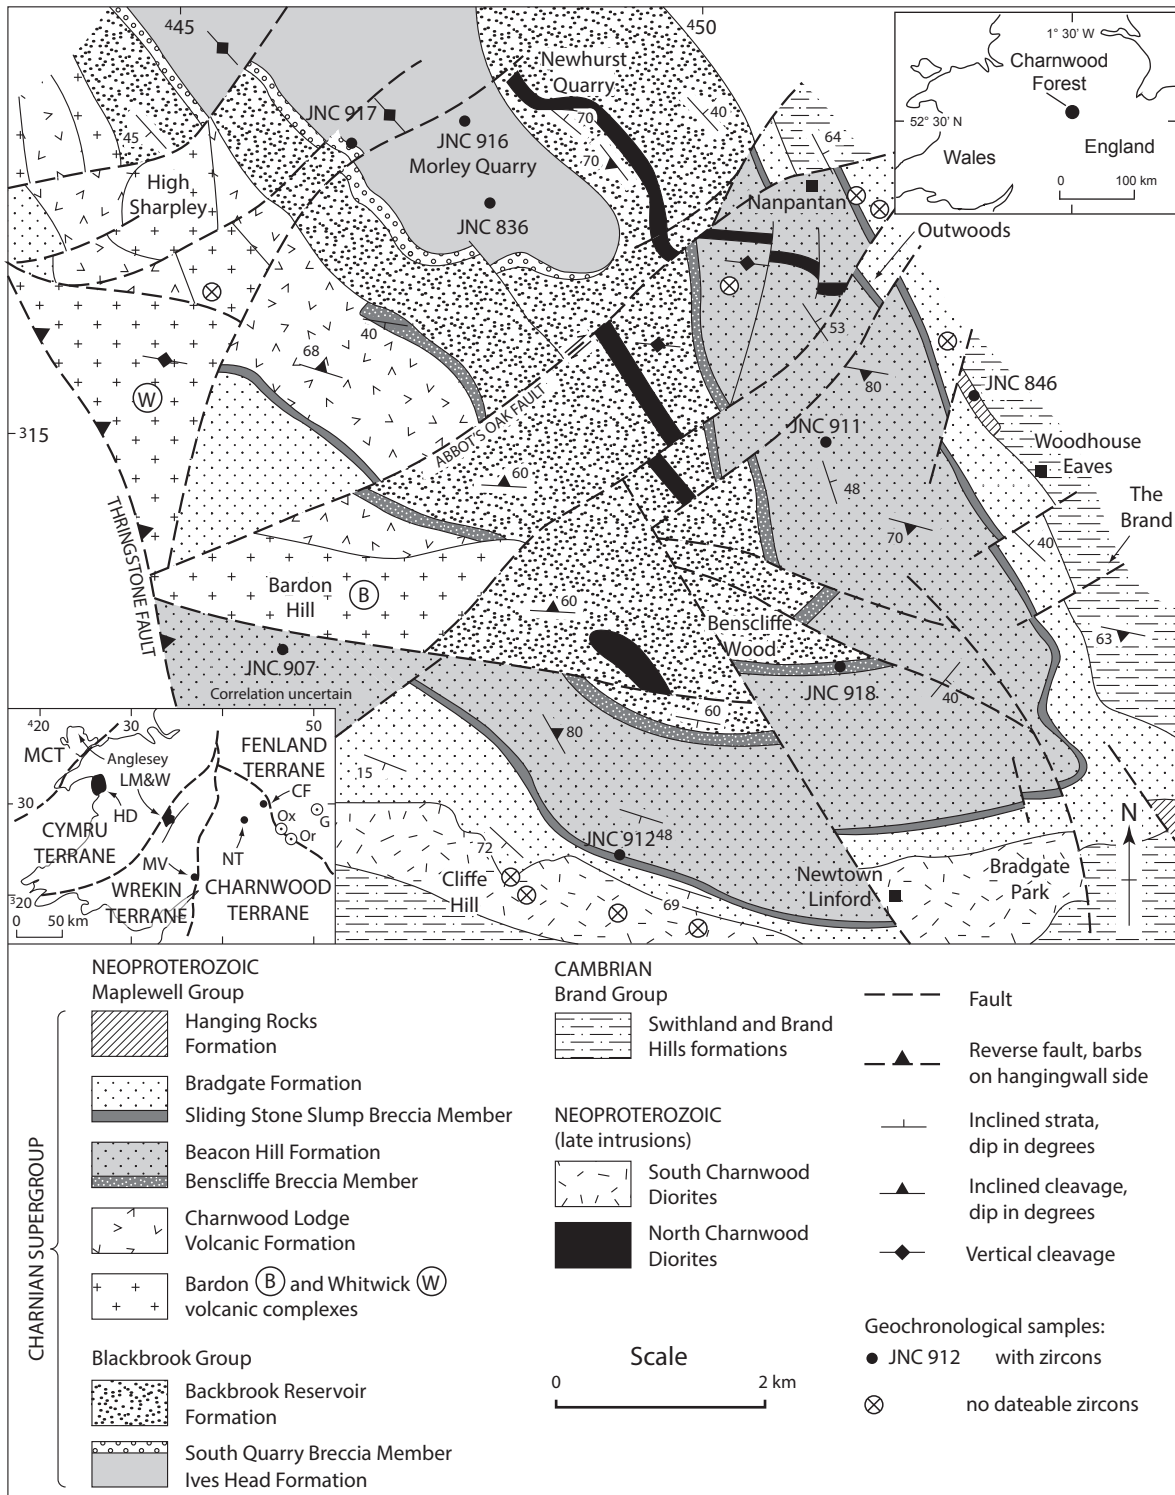 ⁴45
50
1° 30’ W
Charnwood
Forest
52° 30’ N
England
Wales
0 100 km
Newhurst
Quarry
40
70
70
64
JNC 917
JNC 916
Morley Quarry
JNC 836
45
High
Sharpley
Nanpantan
Outwoods
40
68
53
80
JNC 846
W
ABBOT’S OAK FAULT
JNC 911
Woodhouse
Eaves
³15
60
48
The
Brand
THRINGSTONE FAULT
70
40
Bardon
Hill
B
60
Benscliffe
Wood
63
JNC 907
JNC 918
Correlation uncertain
40
60
80
15
⁴20
30
50
MCT
Anglesey
LM&W
FENLAND
TERRANE
CF
30
HD
Ox
G
Or
CYMRU
TERRANE
MV
NT
WREKIN
TERRANE
CHARNWOOD
TERRANE
³20
0 50 km
72
JNC 912
48
N
Cliffe
Hill
69
Newtown
Linford
Bradgate
Park
NEOPROTEROZOIC
Maplewell Group
Hanging Rocks
Formation
Bradgate Formation
Sliding Stone Slump Breccia Member
Beacon Hill Formation
Benscliffe Breccia Member
Charnwood Lodge
Volcanic Formation
Bardon B and Whitwick W
volcanic complexes
CHARNIAN SUPERGROUP
Blackbrook Group
Backbrook Reservoir
Formation
South Quarry Breccia Member
Ives Head Formation
CAMBRIAN
Brand Group
Swithland and Brand
Hills formations
NEOPROTEROZOIC
(late intrusions)
South Charnwood
Diorites
North Charnwood
Diorites
Scale
0 2 km
Fault
Reverse fault, barbs
on hangingwall side
Inclined strata,
dip in degrees
Inclined cleavage,
dip in degrees
Vertical cleavage
Geochronological samples:
JNC 912 with zircons
no dateable zircons